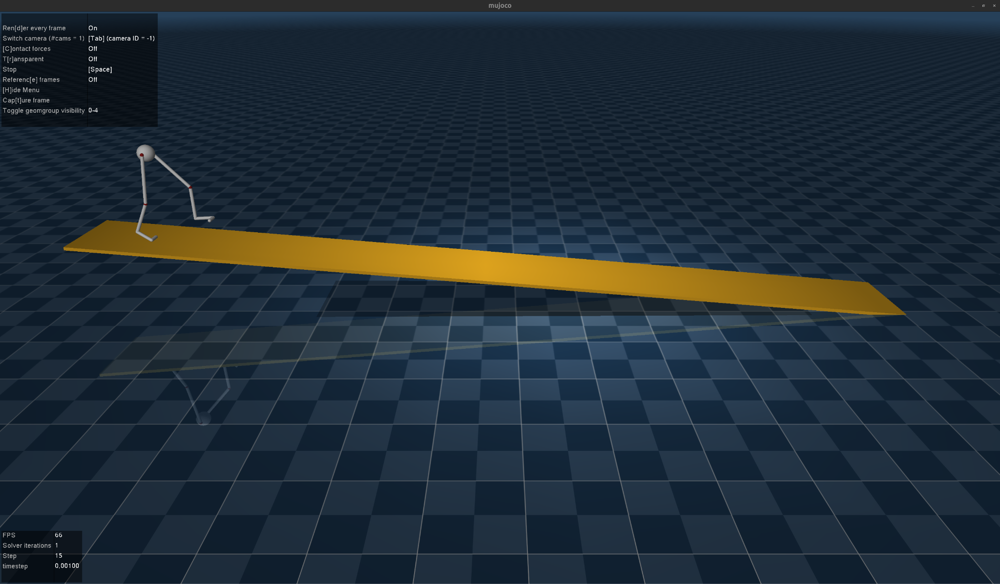 mujoco
Ren[d]er every frame On
Switch camera (#cams = 1) [Tab] (camera ID = -1)
[C]ontact forces Off
T[r]ansparent Off
Stop [Space]
Referenc[e] frames Off
[H]ide Menu
Cap[t]ure frame
Toggle geomgroup visibility 0-4
FPS 66
Solver iterations 1
Step 15
timestep 0.00100